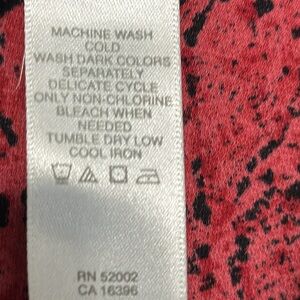 MACHINE WASH
COLD
WASH DARK COLORS
SEPARATELY
DELICATE CYCLE
ONLY NON-CHLORINE
BLEACH WHEN
NEEDED
TUMBLE DRY LOW
COOL IRON
RN 52002
CA 16396